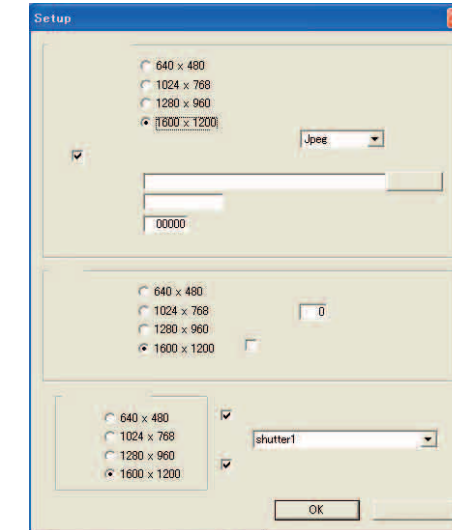 Setup
640 x 480
1024 x 768
1280 x 960
1600 x 1200
Jpeg
00000
640 x 480
1024 x 768
0
1280 x 960
1600 x 1200
640 x 480
1024 x 768
shutter1
1280 x 960
1600 x 1200
OK